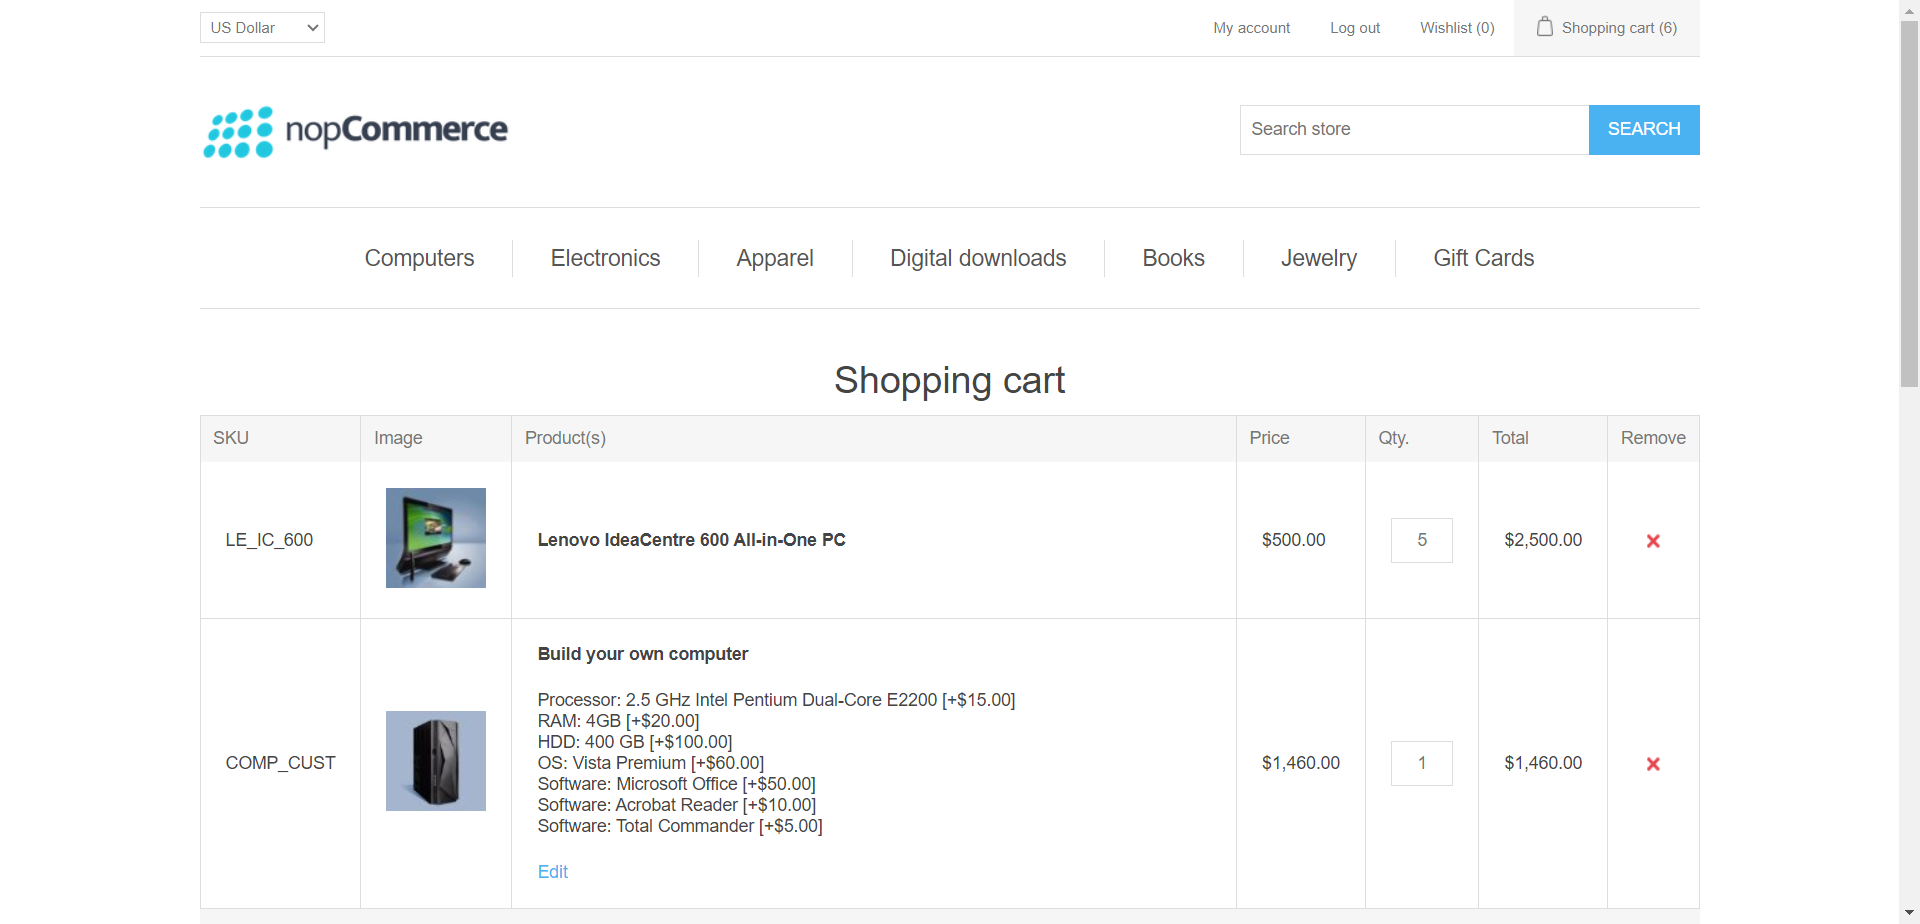 US Dollar
My account
Log out
Wishlist (0)
Shopping cart (6)
nopCommerce
Search store
SEARCH
Computers
Electronics
Apparel
Digital downloads
Books
Jewelry
Gift Cards
Shopping cart
SKU
Image
Product(s)
Price
Qty.
Total
Remove
LE_IC_600
Lenovo IdeaCentre 600 All-in-One PC
$500.00
5
$2,500.00
COMP_CUST
Build your own computer
Processor: 2.5 GHz Intel Pentium Dual-Core E2200 [+$15.00]
RAM: 4GB [+$20.00]
HDD: 400 GB [+$100.00]
OS: Vista Premium [+$60.00]
Software: Microsoft Office [+$50.00]
Software: Acrobat Reader [+$10.00]
Software: Total Commander [+$5.00]
Edit
$1,460.00
1
$1,460.00